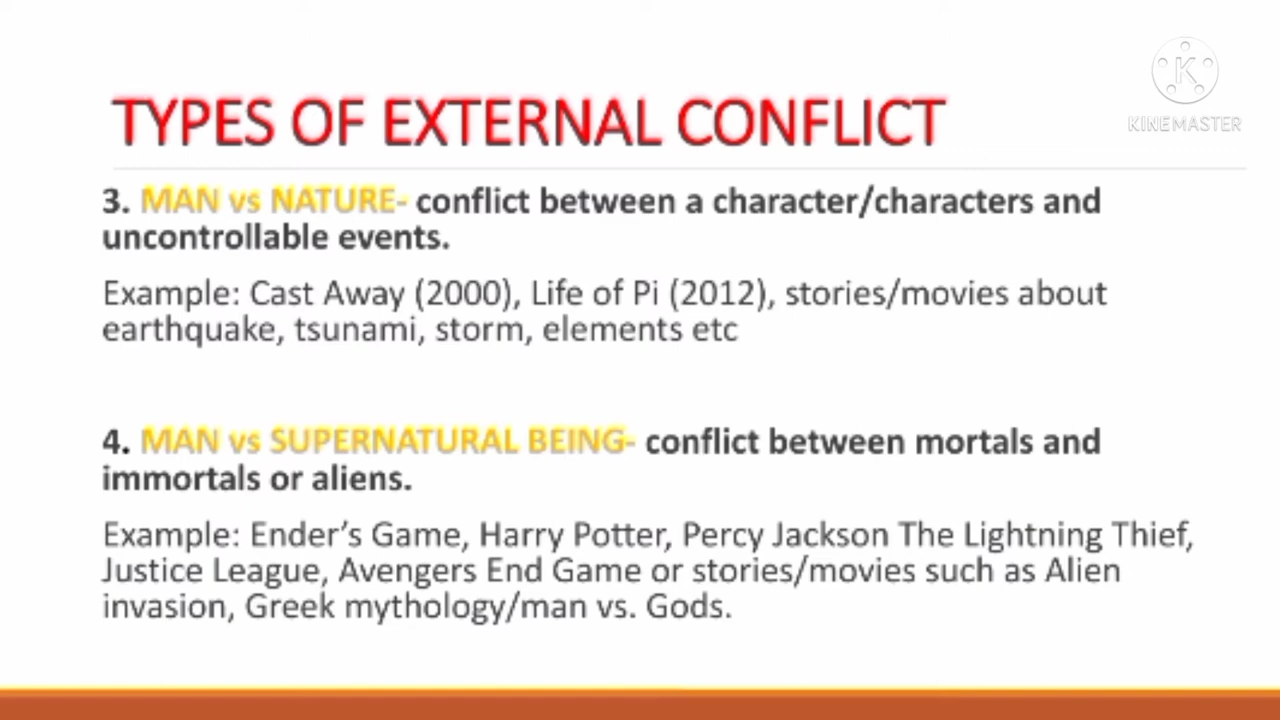 K
KINEMASTER
TYPES OF EXTERNAL CONFLICT
3. MAN vs NATURE- conflict between a character/characters and
uncontrollable events.
Example: Cast Away (2000), Life of Pi (2012), stories/movies about
earthquake, tsunami, storm, elements etc
4. MAN vs SUPERNATURAL BEING- conflict between mortals and
immortals or aliens.
Example: Ender’s Game, Harry Potter, Percy Jackson The Lightning Thief,
Justice League, Avengers End Game or stories/movies such as Alien
invasion, Greek mythology/man vs. Gods.